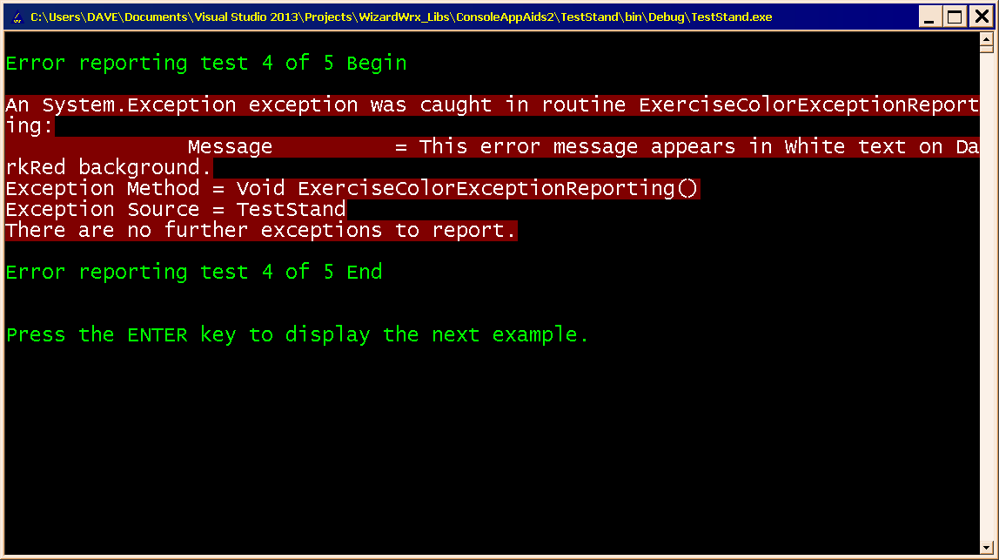 C:\Users\DAVE\Documents\Visual Studio 2013\Projects\WizardWrx_Libs\ConsoleAppAids2\TestStand\bin\Debug\TestStand.exe
Error reporting test 4 of 5 Begin
An System.Exception exception was caught in routine ExerciseColorExceptionReport
ing:
               Message          = This error message appears in White text on Da
rkRed background.
Exception Method = Void ExerciseColorExceptionReporting()
Exception Source = TestStand
There are no further exceptions to report.
Error reporting test 4 of 5 End
Press the ENTER key to display the next example.